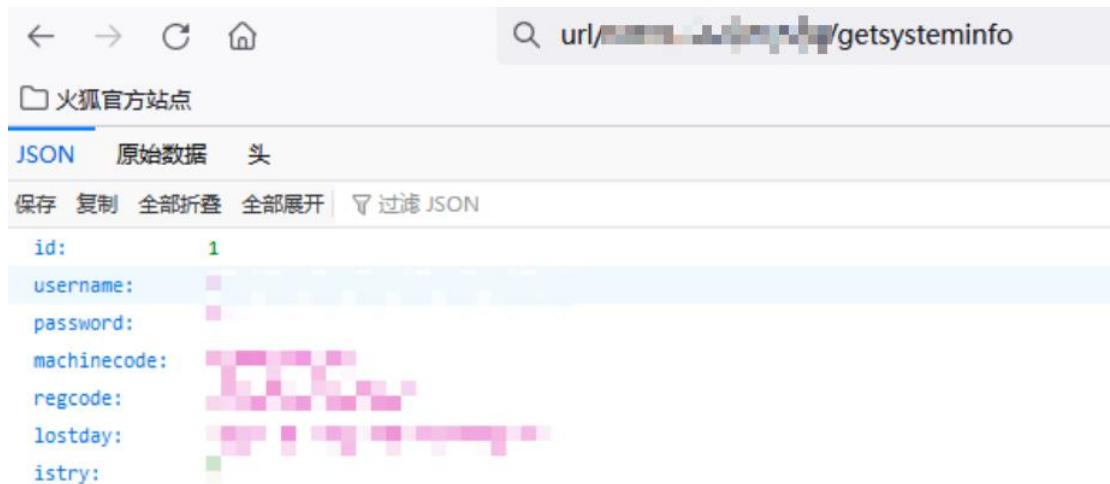 url/ /getsysteminfo
火狐官方站点
JSON 原始数据 头
保存 复制 全部折叠 全部展开 过滤 JSON
id: 1
username:
password:
machinecode:
regcode:
lostday:
istry: